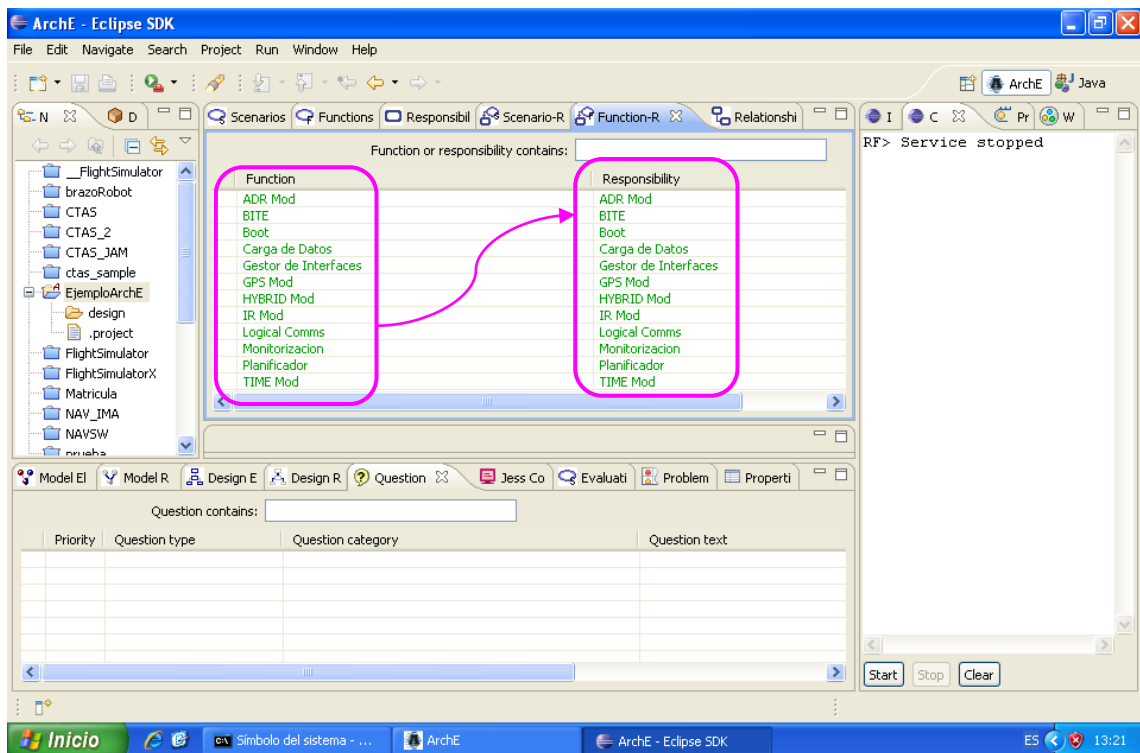 ArchE - Eclipse SDK
File Edit Navigate Search Project Run Window Help
ArchE Java
N D
Scenarios Functions Responsibil Scenario-R Function-R Relationshi
I C Pr W
Function or responsibility contains:
RF> Service stopped
__FlightSimulator
brazoRobot
CTAS
CTAS_2
CTAS_JAM
ctas_sample
EjemploArchE
design
.project
FlightSimulator
FlightSimulatorX
Matricula
NAV_IMA
NAVSW
prueba
Function Responsibility
ADR Mod ADR Mod
BITE BITE
Boot Boot
Carga de Datos Carga de Datos
Gestor de Interfaces Gestor de Interfaces
GPS Mod GPS Mod
HYBRID Mod HYBRID Mod
IR Mod IR Mod
Logical Comms Logical Comms
Monitorizacion Monitorizacion
Planificador Planificador
TIME Mod TIME Mod
Model El Model R Design E Design R Question Jess Co Evaluati Problem Properti
Question contains:
Priority Question type Question category Question text
Start Stop Clear
Inicio Símbolo del sistema - ... ArchE ArchE - Eclipse SDK ES 13:21